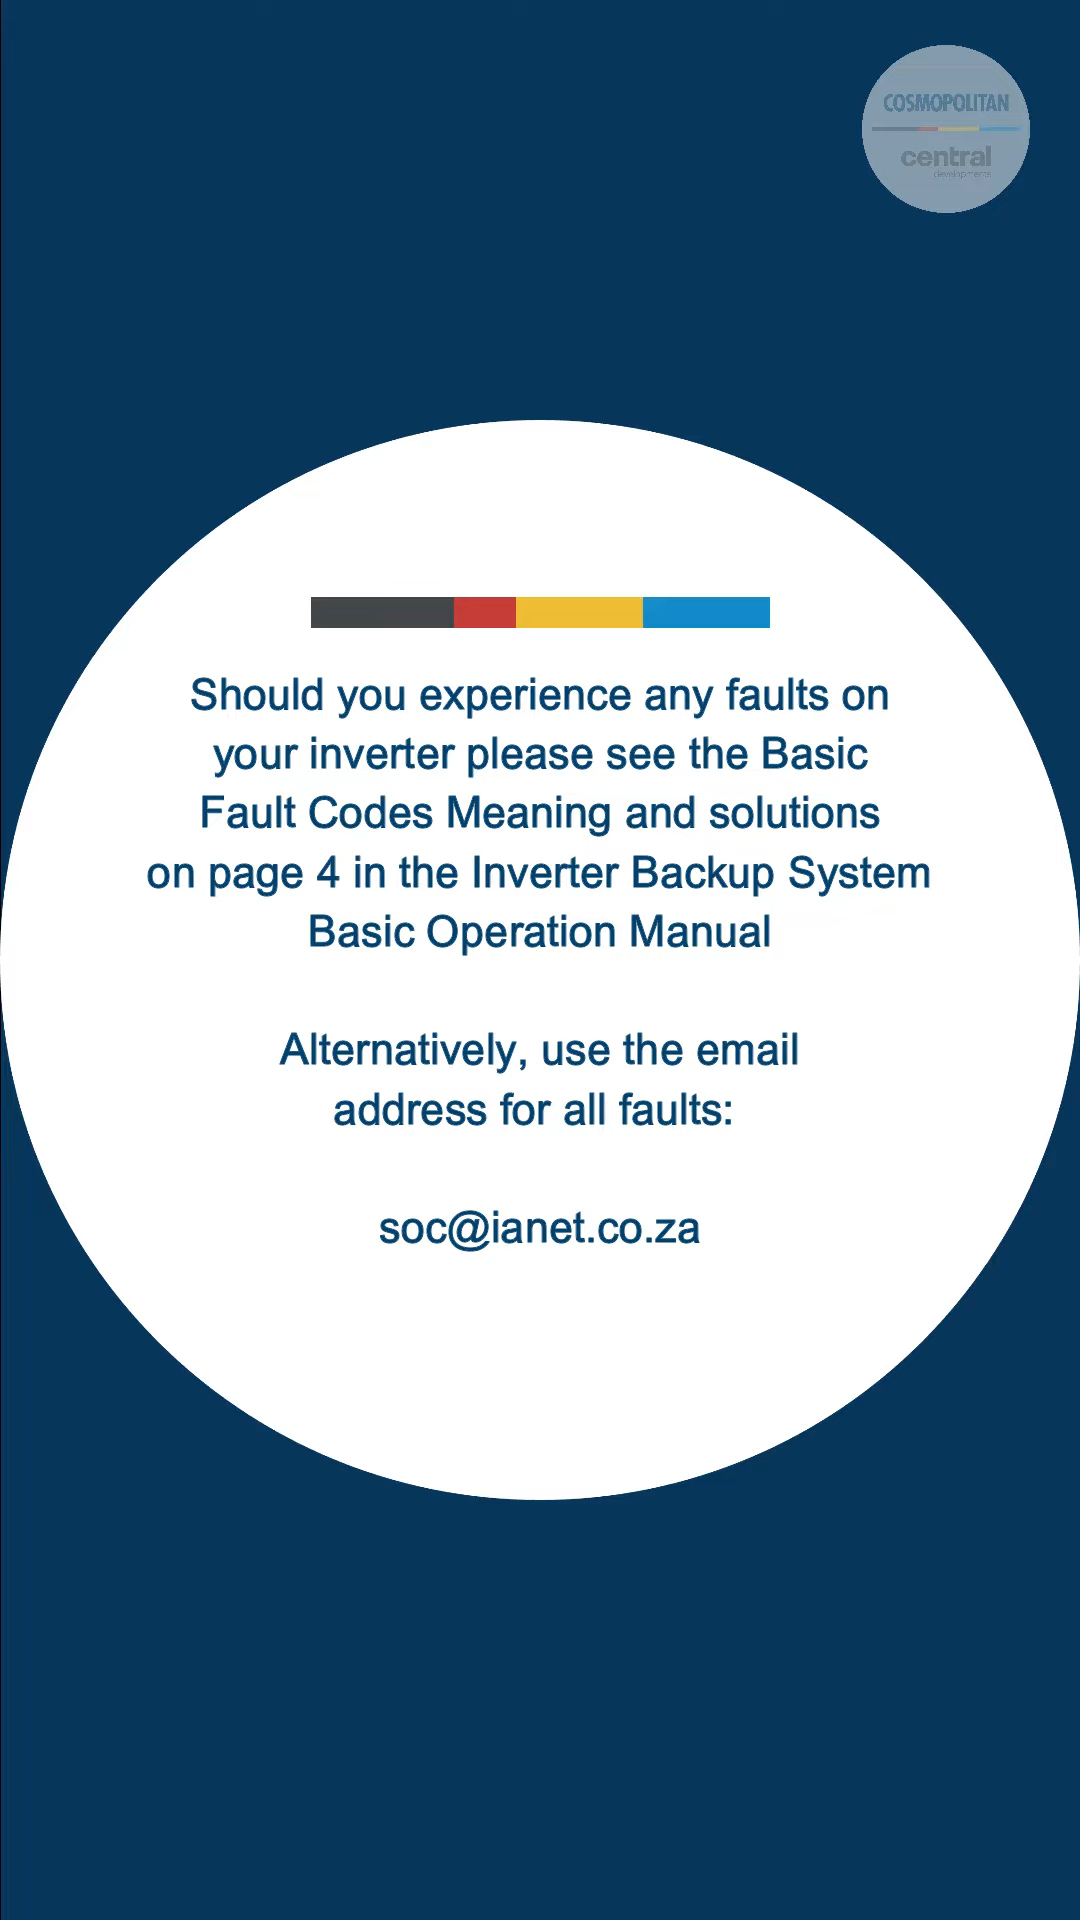 COSMOPOLITAN
central
developments
Should you experience any faults on
your inverter please see the Basic
Fault Codes Meaning and solutions
on page 4 in the Inverter Backup System
Basic Operation Manual
Alternatively, use the email
address for all faults:
soc@ianet.co.za